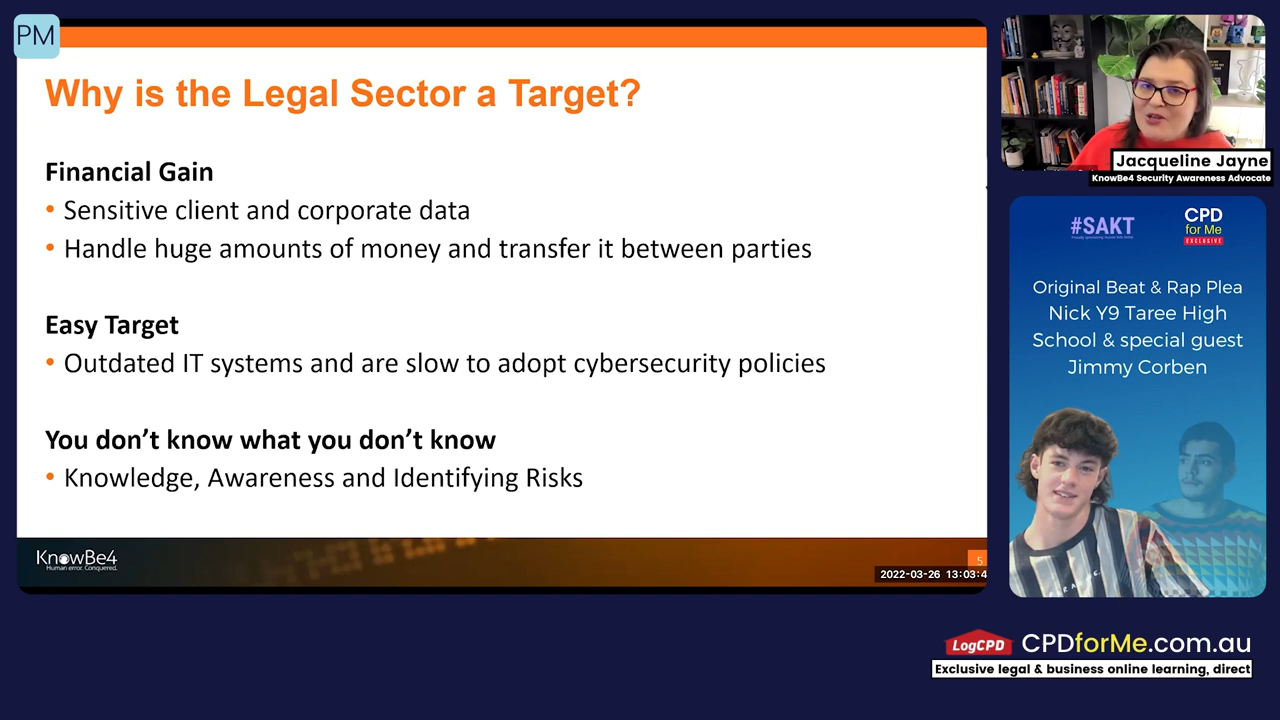 PM
Why is the Legal Sector a Target?
Financial Gain
• Sensitive client and corporate data
• Handle huge amounts of money and transfer it between parties
Easy Target
• Outdated IT systems and are slow to adopt cybersecurity policies
You don’t know what you don’t know
• Knowledge, Awareness and Identifying Risks
KnowBe4
Human error. Conquered.
5
2022-03-26 13:03:4
Jacqueline Jayne
KnowBe4 Security Awareness Advocate
#SAKT
CPD
for Me
EXCLUSIVE
Original Beat & Rap Plea
Nick Y9 Taree High
School & special guest
Jimmy Corben
LogCPD
CPDforMe.com.au
Exclusive legal & business online learning, direct